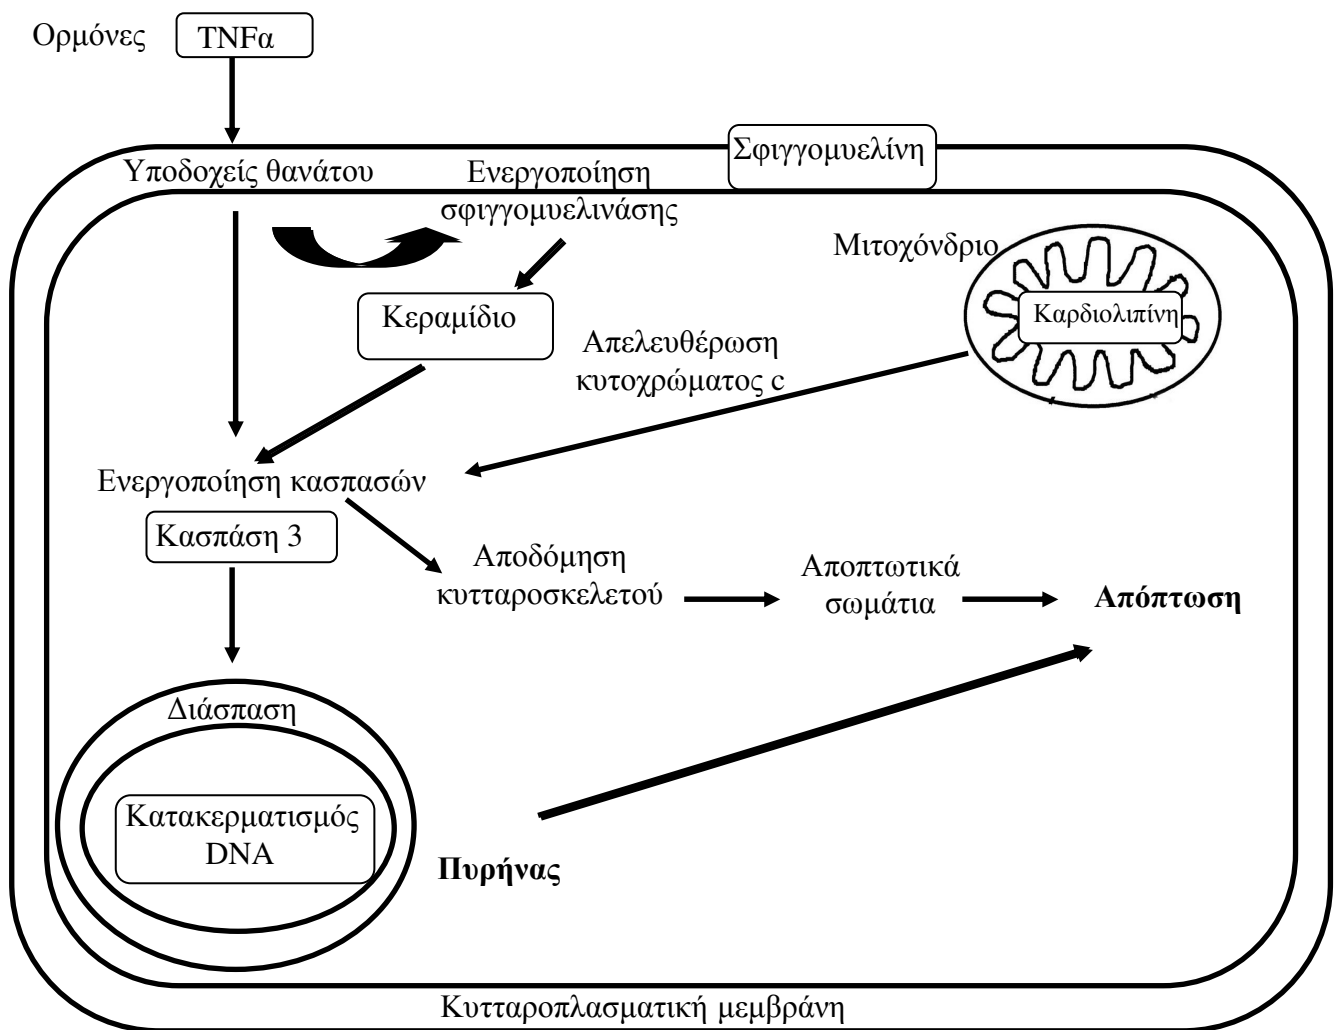 Ορμόνες
TNFα
Υποδοχείς θανάτου
Ενεργοποίηση
σφιγγομυελινάσης
Σφιγγομυελίνη
Μιτοχόνδριο
Καρδιολιπίνη
Κεραμίδιο
Απελευθέρωση
κυτοχρώματος c
Ενεργοποίηση κασπασών
Κασπάση 3
Αποδόμηση
κυτταροσκελετού
Αποπτωτικά
σωμάτια
Απόπτωση
Διάσπαση
Κατακερματισμός
DNA
Πυρήνας
Κυτταροπλασματική μεμβράνη